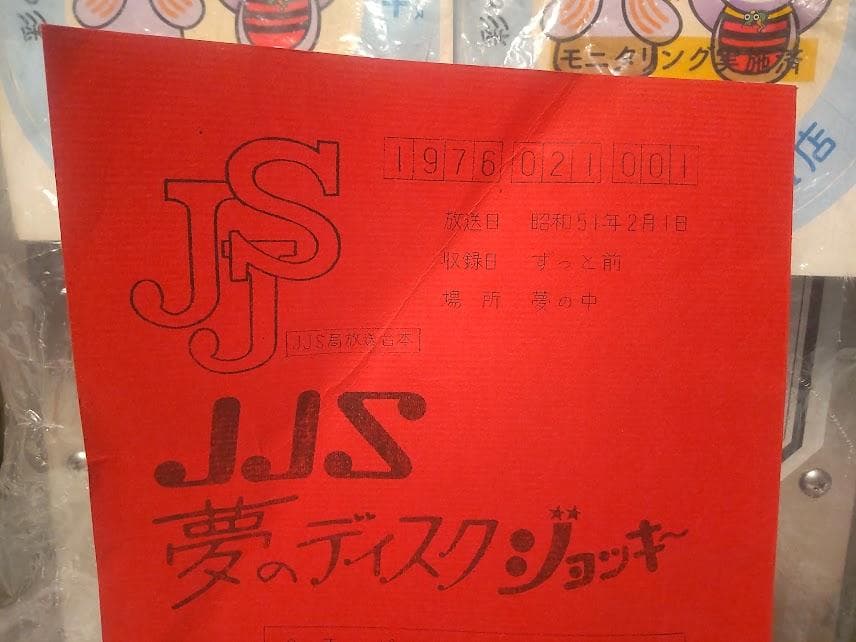 モニタリング実施済
店
JJS
1976 021 001
放送日 昭和51年2月1日
収録日 ずっと前
場所 夢の中
JJS局放送台本
JJS
夢のディスクジョッキー